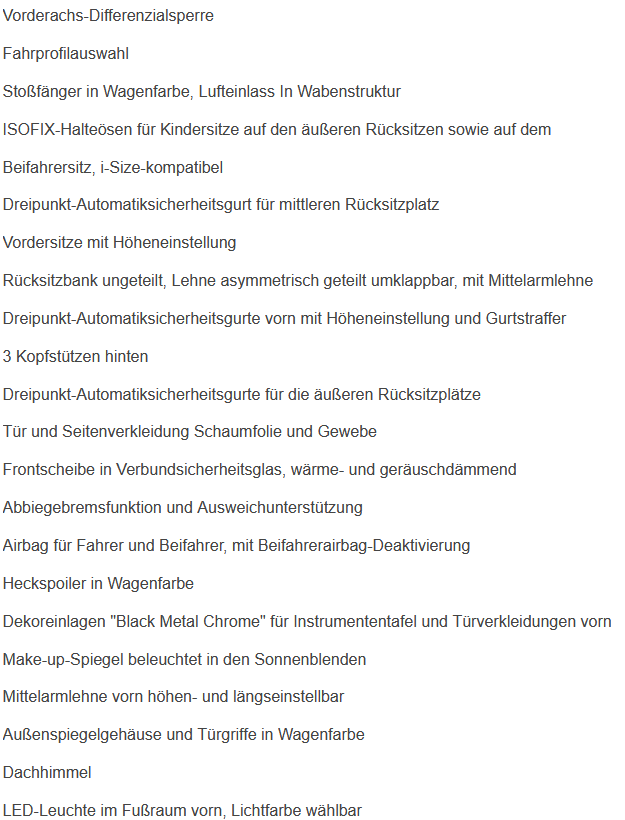 Vorderachs-Differenzialsperre
Fahrprofilauswahl
Stoßfänger in Wagenfarbe, Lufteinlass In Wabenstruktur
ISOFIX-Halteösen für Kindersitze auf den äußeren Rücksitzen sowie auf dem
Beifahrersitz, i-Size-kompatibel
Dreipunkt-Automatiksicherheitsgurt für mittleren Rücksitzplatz
Vordersitze mit Höheneinstellung
Rücksitzbank ungeteilt, Lehne asymmetrisch geteilt umklappbar, mit Mittelarmlehne
Dreipunkt-Automatiksicherheitsgurte vorn mit Höheneinstellung und Gurtstraffer
3 Kopfstützen hinten
Dreipunkt-Automatiksicherheitsgurte für die äußeren Rücksitzplätze
Tür und Seitenverkleidung Schaumfolie und Gewebe
Frontscheibe in Verbundsicherheitsglas, wärme- und geräuschdämmend
Abbiegebremsfunktion und Ausweichunterstützung
Airbag für Fahrer und Beifahrer, mit Beifahrerairbag-Deaktivierung
Heckspoiler in Wagenfarbe
Dekoreinlagen "Black Metal Chrome" für Instrumententafel und Türverkleidungen vorn
Make-up-Spiegel beleuchtet in den Sonnenblenden
Mittelarmlehne vorn höhen- und längseinstellbar
Außenspiegelgehäuse und Türgriffe in Wagenfarbe
Dachhimmel
LED-Leuchte im Fußraum vorn, Lichtfarbe wählbar